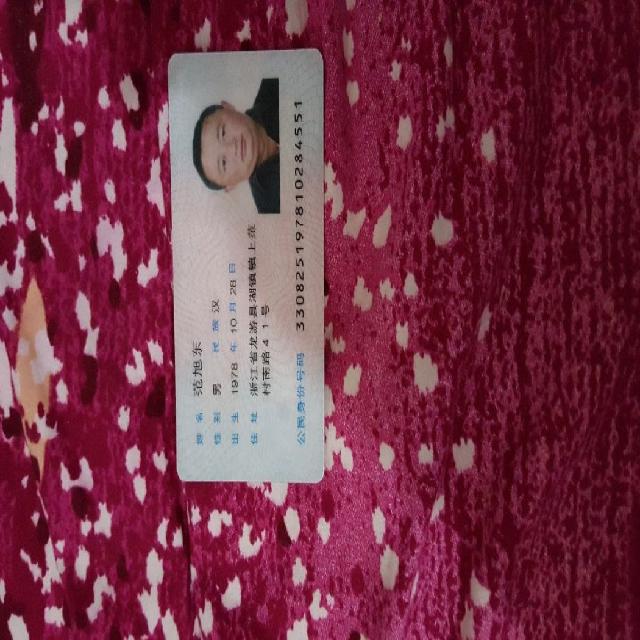 姓名 范旭东
性别 男 民族 汉
出生 1978 年 10 月 28 日
住址 浙江省龙游县湖镇镇上范
村南路41号
公民身份号码 330825197810284551